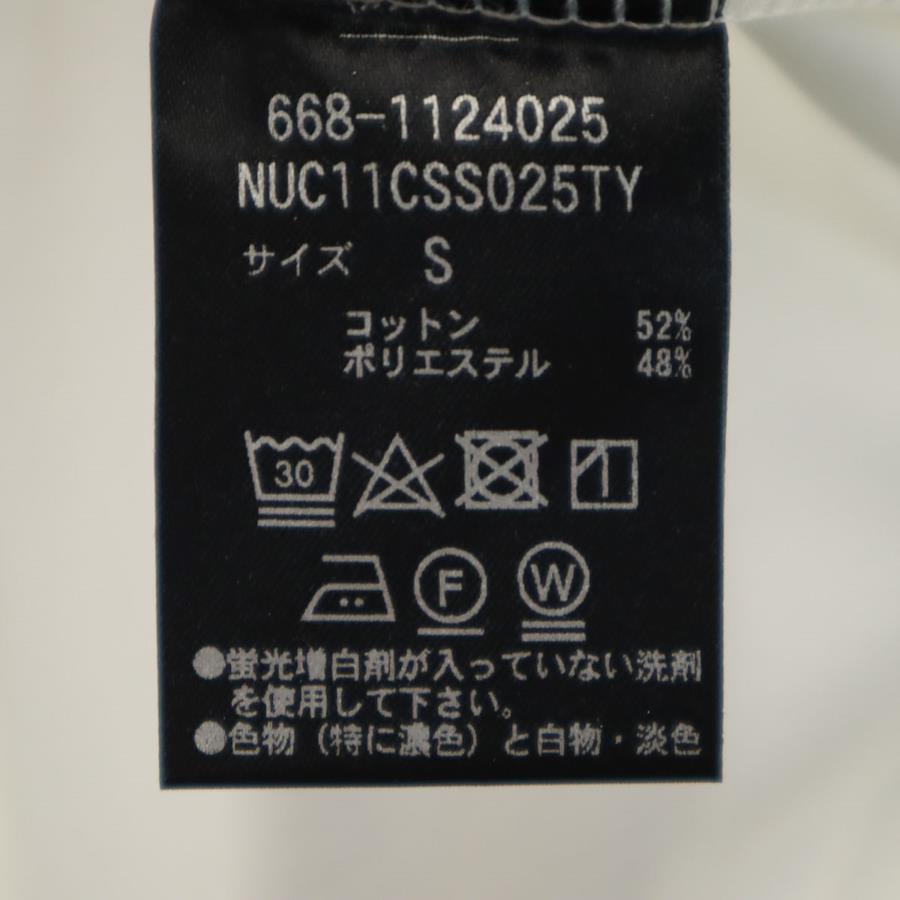 668-1124025
NUC11CSS025TY
サイズ S
コットン 52%
ポリエステル 48%
30
F W
●蛍光増白剤が入っていない洗剤
を使用して下さい。
●色物(特に濃色)と白物・淡色